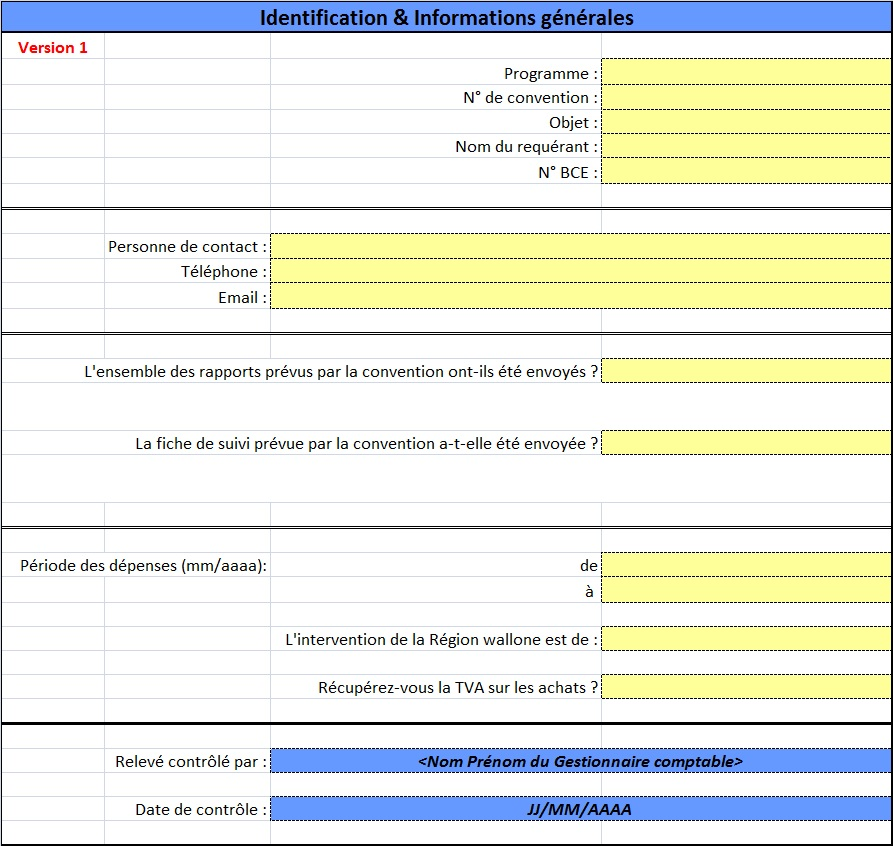 Identification & Informations générales
Version 1
Programme :
N° de convention :
Objet :
Nom du requérant :
N° BCE :
Personne de contact :
Téléphone :
Email :
L'ensemble des rapports prévus par la convention ont-ils été envoyés ?
La fiche de suivi prévue par la convention a-t-elle été envoyée ?
Période des dépenses (mm/aaaa): de
à
L'intervention de la Région wallone est de :
Récupérez-vous la TVA sur les achats ?
Relevé contrôlé par : <Nom Prénom du Gestionnaire comptable>
Date de contrôle : JJ/MM/AAAA